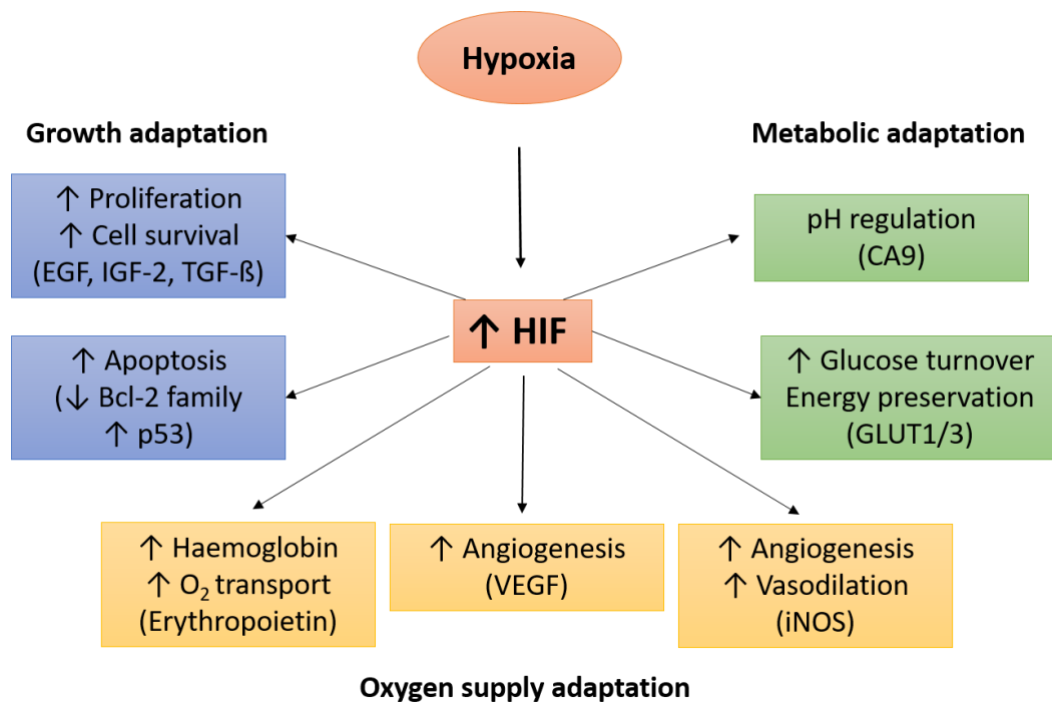 Hypoxia
Growth adaptation
↑ Proliferation
↑ Cell survival
(EGF, IGF-2, TGF-ß)
↑ Apoptosis
(↓ Bcl-2 family
↑ p53)
Metabolic adaptation
pH regulation
(CA9)
↑ Glucose turnover
Energy preservation
(GLUT1/3)
↑ HIF
↑ Haemoglobin
↑ O₂ transport
(Erythropoietin)
↑ Angiogenesis
(VEGF)
↑ Angiogenesis
↑ Vasodilation
(iNOS)
Oxygen supply adaptation